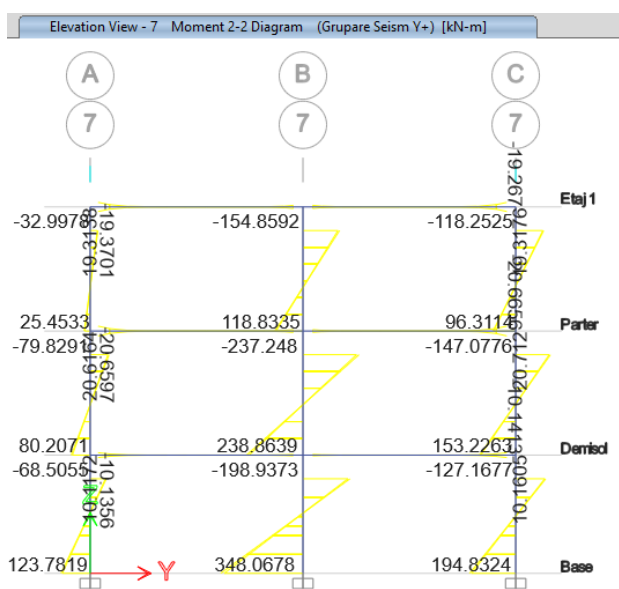 Elevation View - 7 Moment 2-2 Diagram (Grupare Seism Y+) [kN-m]
A B C
7 7 7
Etaj 1
-32.9978 -154.8592 -118.2525
-19.3701
25.4533 118.8335 96.3114 Parter
-79.8291 -237.248 -147.0776
-20.6597
80.2071 238.8639 153.2263 Demisol
-68.5055 -198.9373 -127.1677
-10.1356
123.7819 348.0678 194.8324 Base
Y